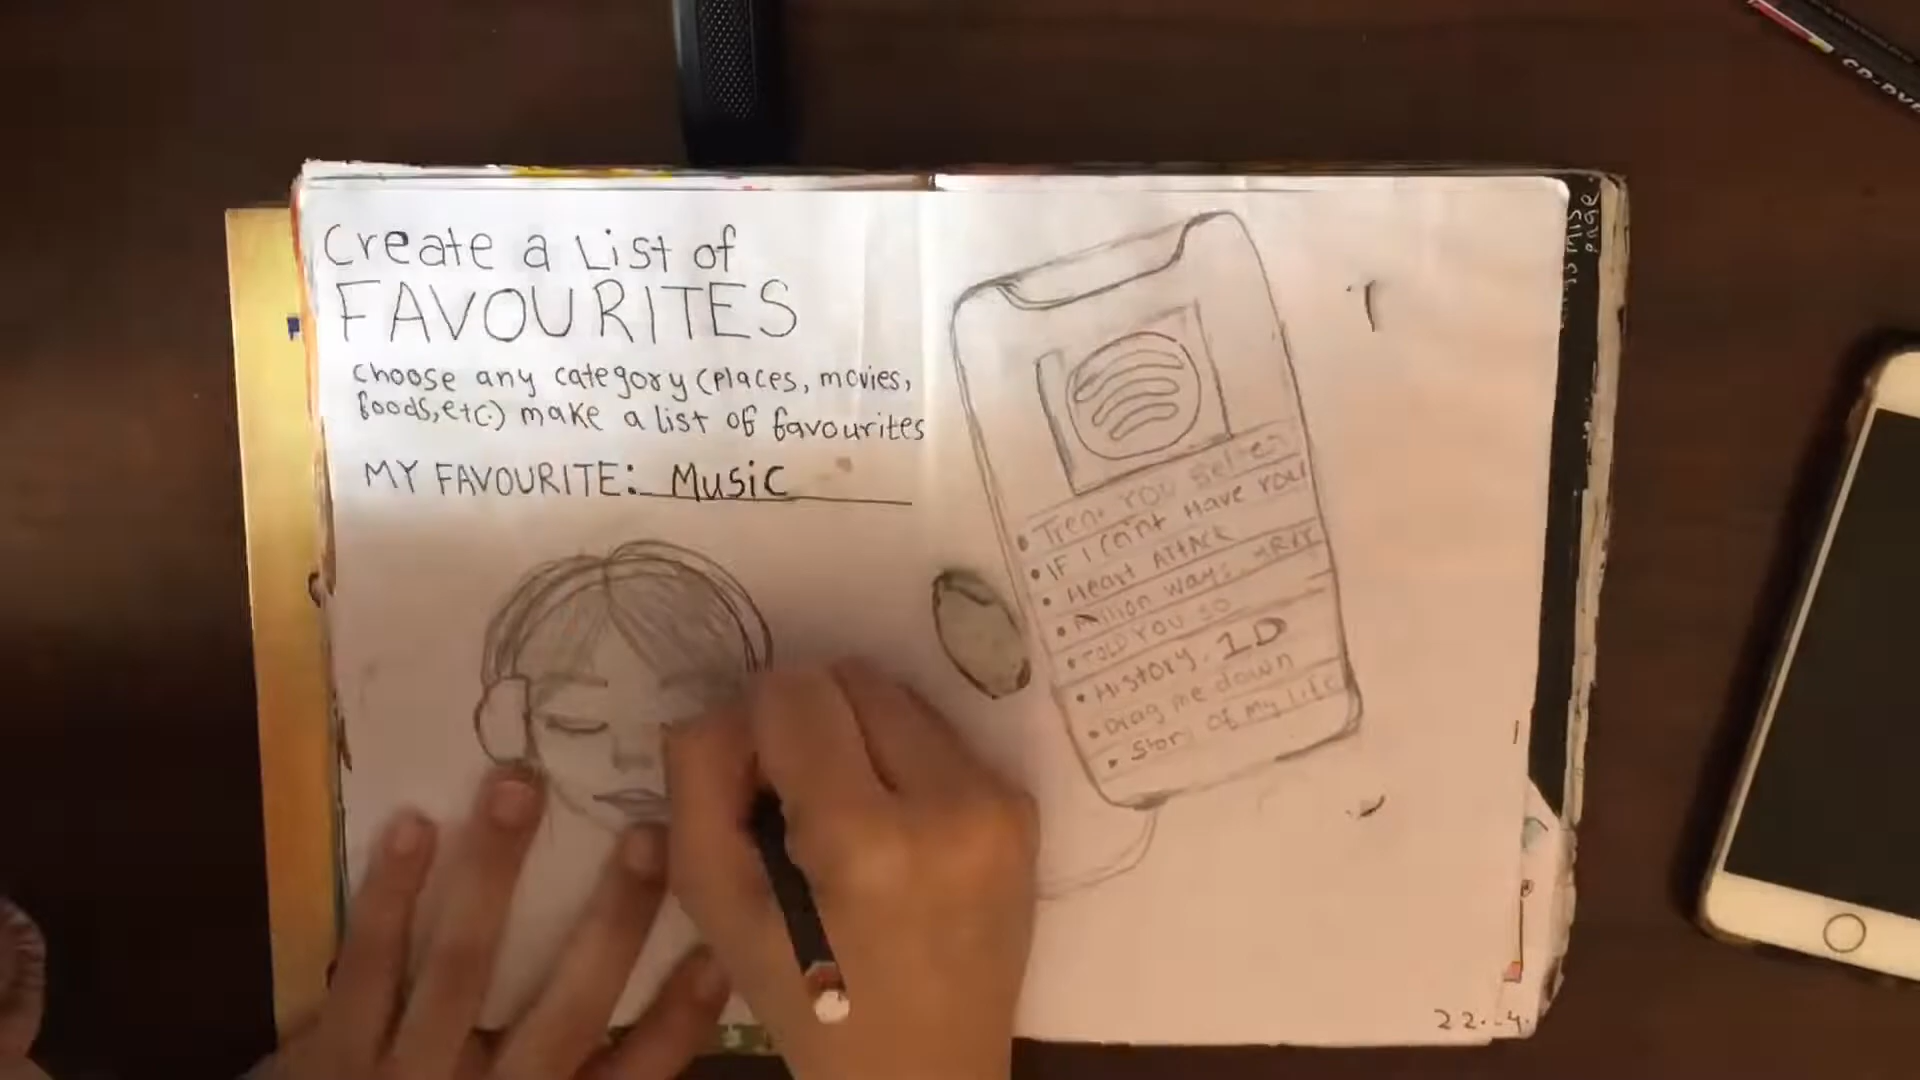 Create a List of
FAVOURITES
choose any category (places, movies,
foods, etc.) make a list of favourites
MY FAVOURITE: Music
YOU
• IF I can't Have YOU
• Heart Attack
• Million ways
• TOLD YOU SO
• History. 1D
• Drag me down
• Story of My Life
page
22.-4.